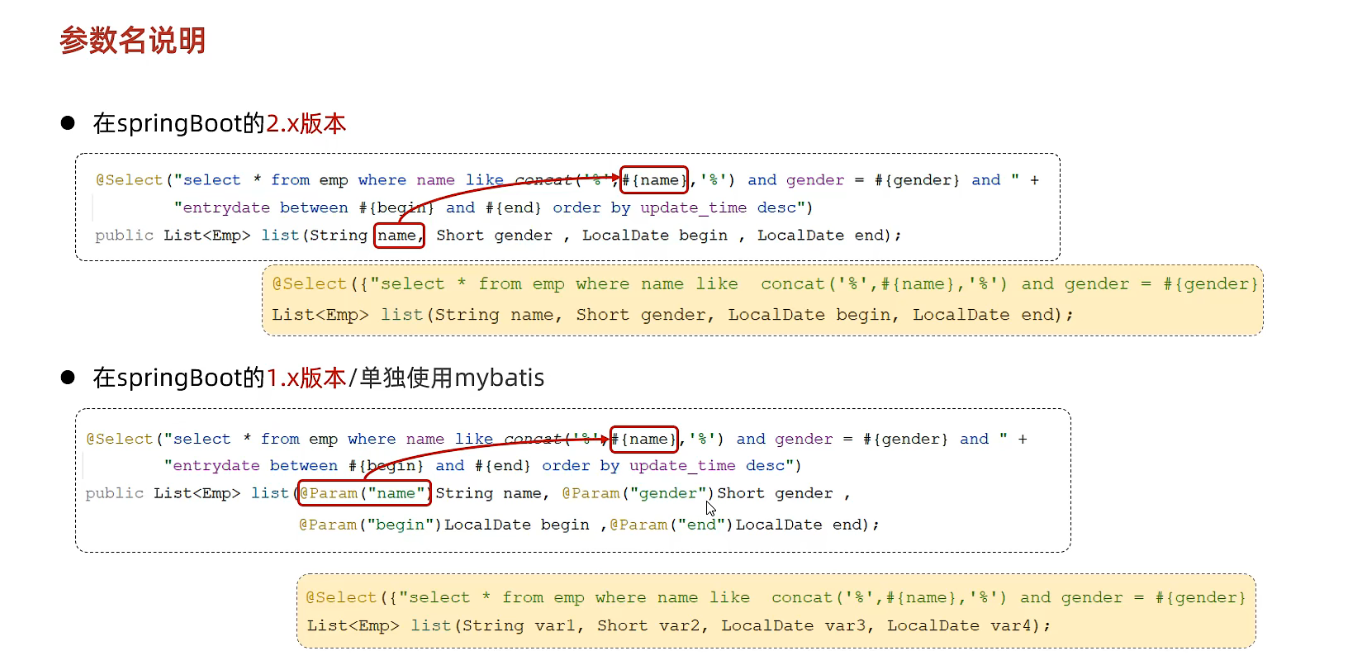 参数名说明
● 在springBoot的2.x版本
@Select("select * from emp where name like concat('%',#{name},'%') and gender = #{gender} and " +
"entrydate between #{begin} and #{end} order by update_time desc")
public List<Emp> list(String name, Short gender , LocalDate begin , LocalDate end);
@Select({"select * from emp where name like  concat('%',#{name},'%') and gender = #{gender}
List<Emp> list(String name, Short gender, LocalDate begin, LocalDate end);
● 在springBoot的1.x版本/单独使用mybatis
@Select("select * from emp where name like concat('%',#{name},'%') and gender = #{gender} and " +
"entrydate between #{begin} and #{end} order by update_time desc")
public List<Emp> list(@Param("name")String name, @Param("gender")Short gender ,
@Param("begin")LocalDate begin ,@Param("end")LocalDate end);
@Select({"select * from emp where name like  concat('%',#{name},'%') and gender = #{gender}
List<Emp> list(String var1, Short var2, LocalDate var3, LocalDate var4);